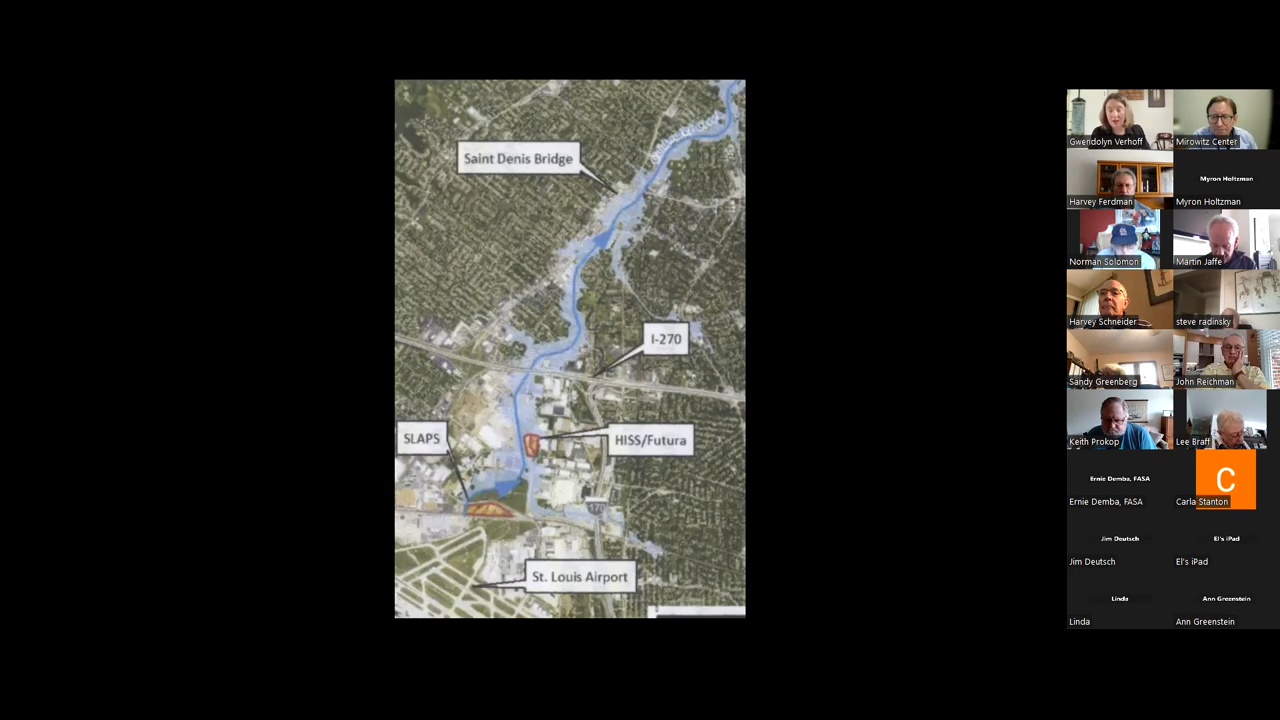 Saint Denis Bridge
I-270
SLAPS
HISS/Futura
170
St. Louis Airport
Gwendolyn Verhoff
Mirowitz Center
Harvey Ferdman
Myron Holtzman
Myron Holtzman
Norman Solomon
Martin Jaffe
Harvey Schneider
steve radinsky
Sandy Greenberg
John Reichman
Keith Prokop
Lee Braff
Ernie Demba, FASA
Ernie Demba, FASA
C
Carla Stanton
Jim Deutsch
Jim Deutsch
El's iPad
El's iPad
Linda
Linda
Ann Greenstein
Ann Greenstein